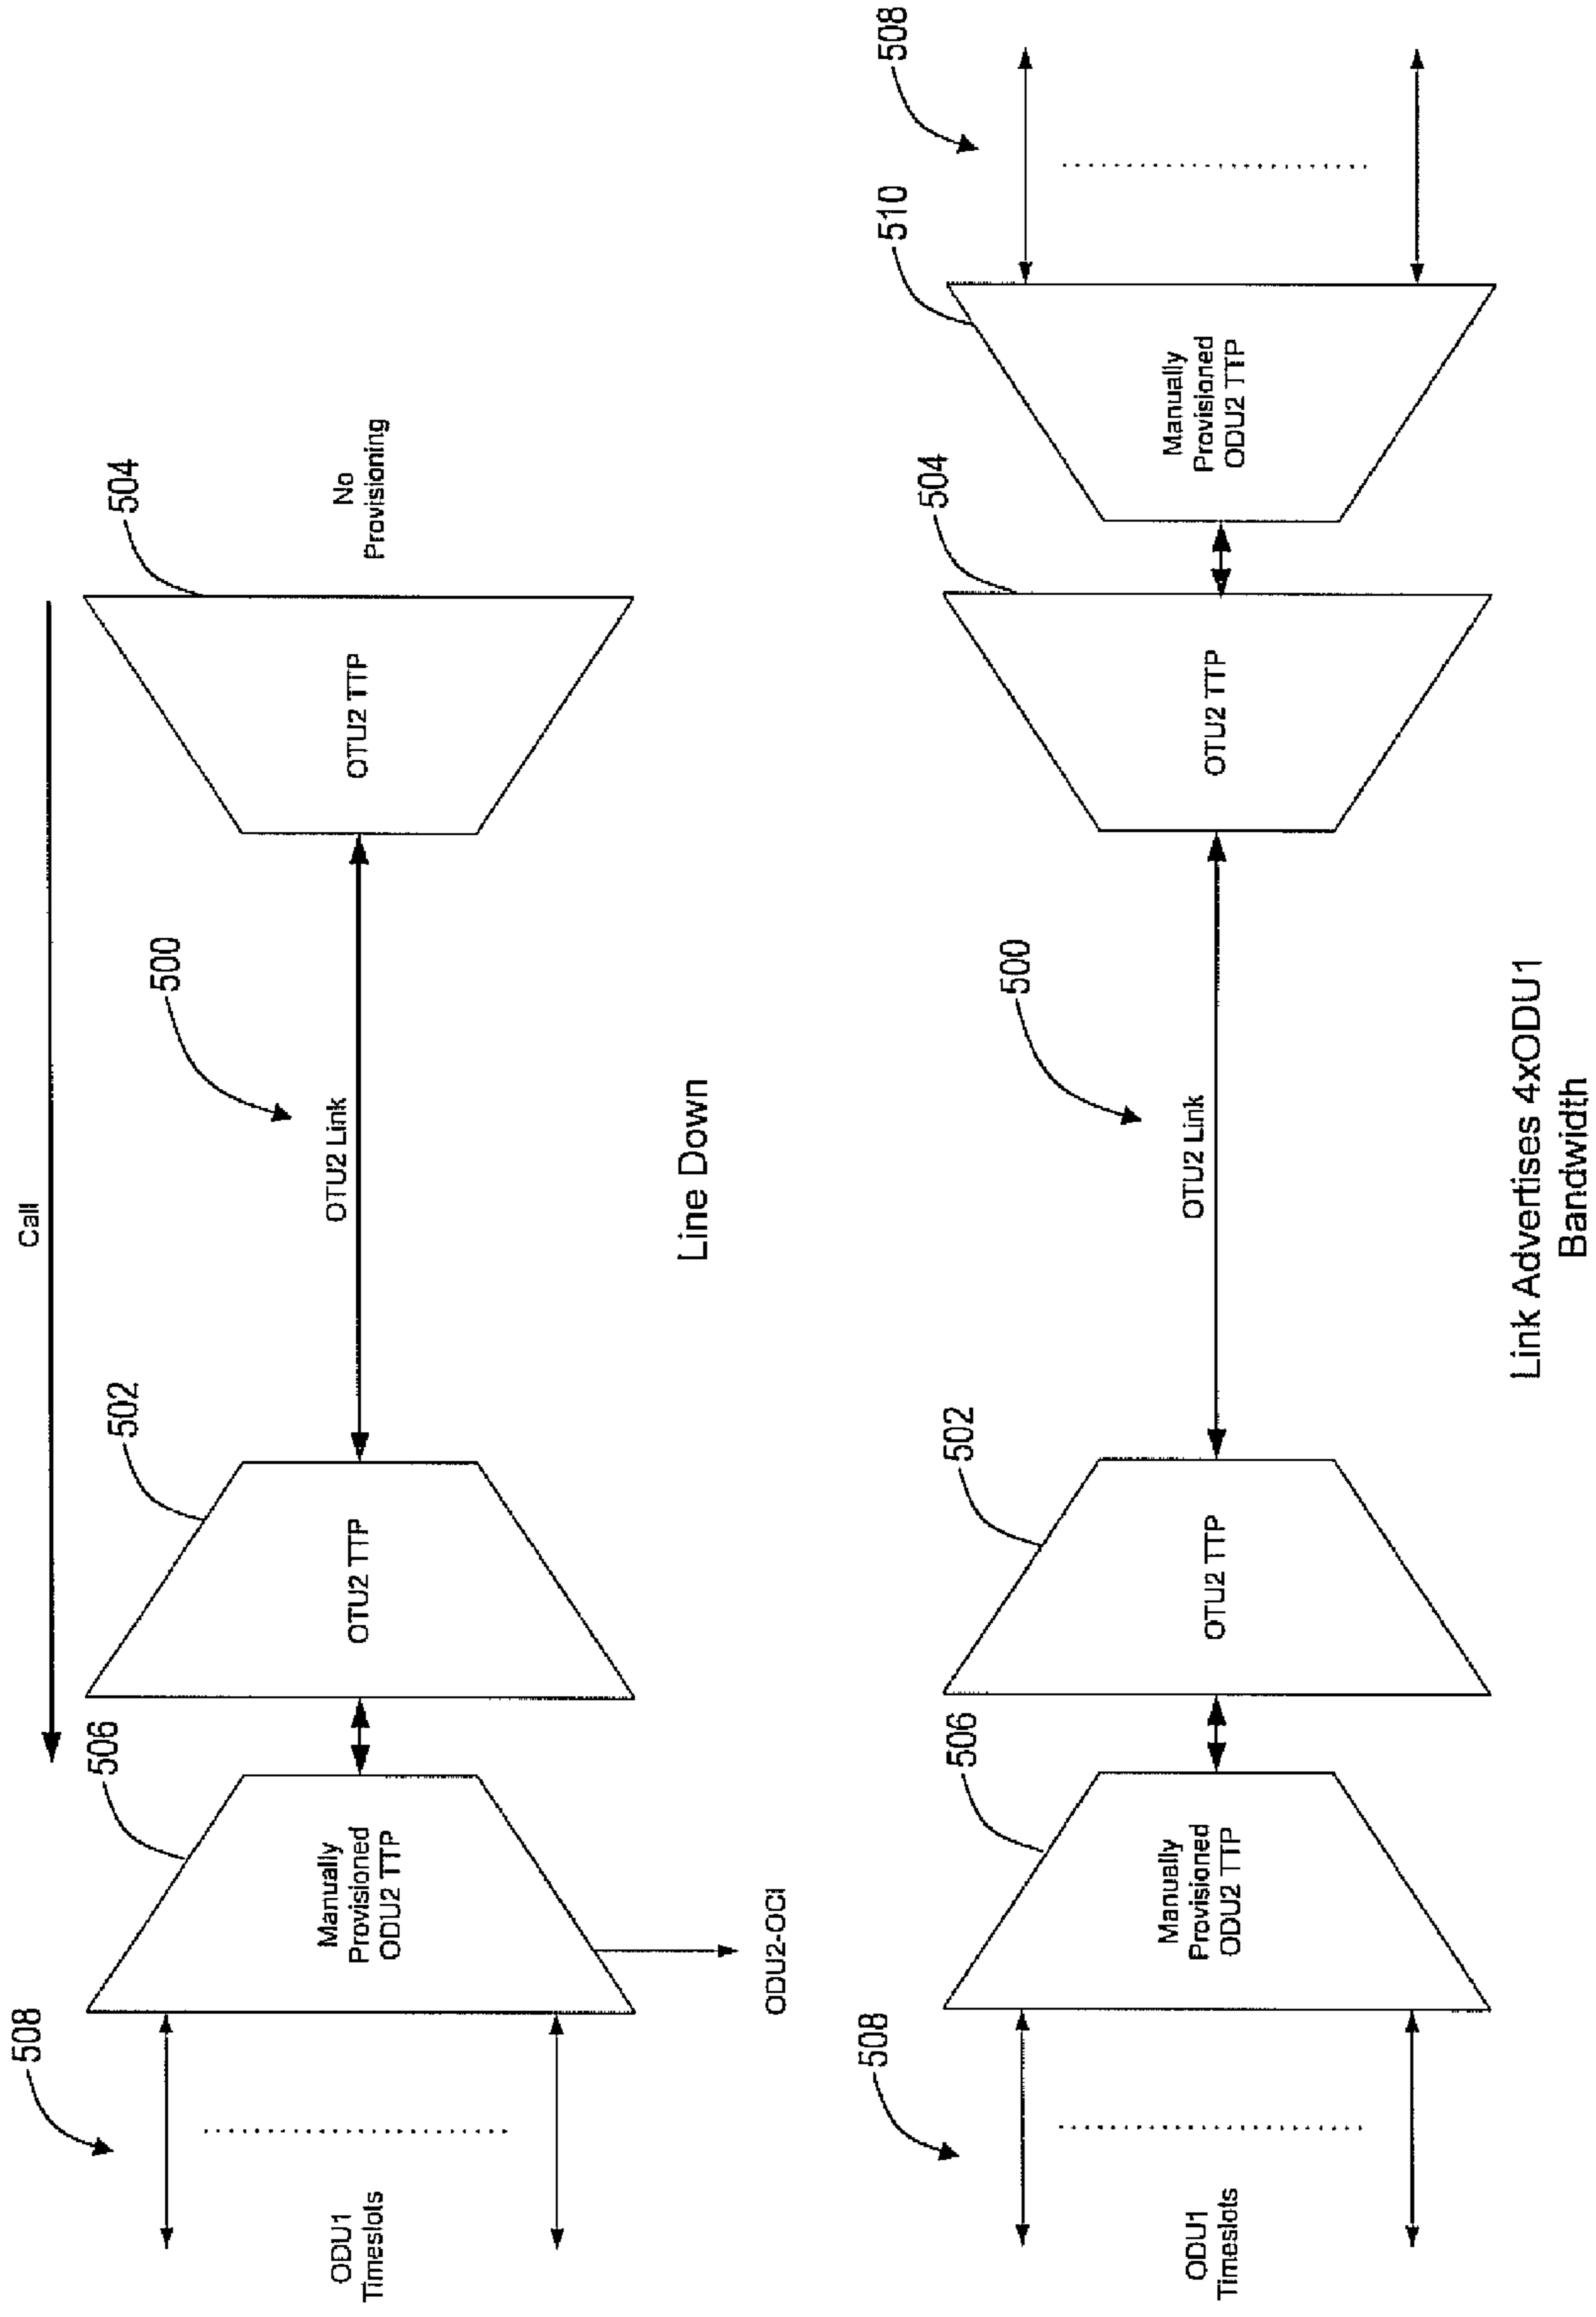 Call
508
506
502
500
504
ODU1
Timeslots
Manually
Provisioned
ODU2 TTP
OTU2 TTP
OTU2 Link
OTU2 TTP
No
Provisioning
ODU2-OCI
Line Down
508
506
502
500
504
510
508
ODU1
Timeslots
Manually
Provisioned
ODU2 TTP
OTU2 TTP
OTU2 Link
OTU2 TTP
Manually
Provisioned
ODU2 TTP
Link Advertises 4xODU1
Bandwidth